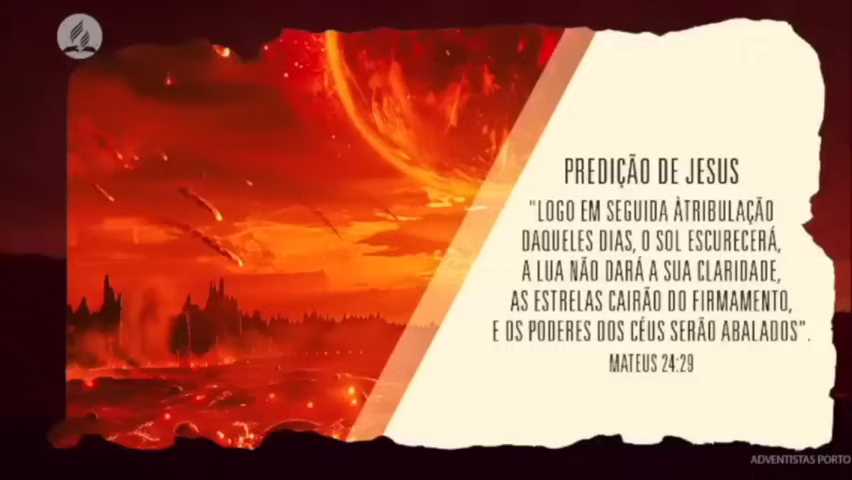 PREDIÇÃO DE JESUS
"LOGO EM SEGUIDA ÀTRIBULAÇÃO
DAQUELES DIAS, O SOL ESCURECERÁ,
A LUA NÃO DARÁ A SUA CLARIDADE,
AS ESTRELAS CAIRÃO DO FIRMAMENTO,
E OS PODERES DOS CÉUS SERÃO ABALADOS".
MATEUS 24:29
ADVENTISTAS PORTO